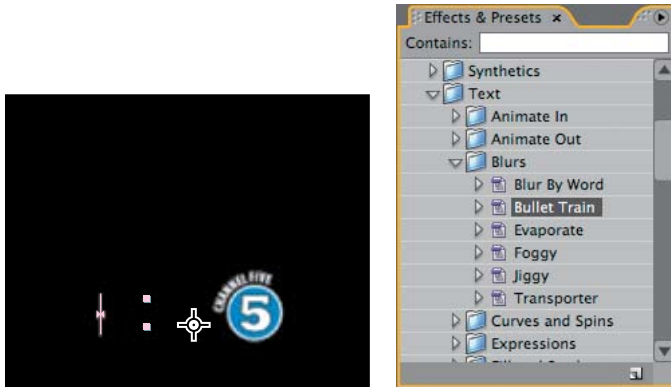 CHANNEL FIVE
5
Effects & Presets
Contains:
Synthetics
Text
Animate In
Animate Out
Blurs
Blur By Word
Bullet Train
Evaporate
Foggy
Jiggy
Transporter
Curves and Spins
Expressions